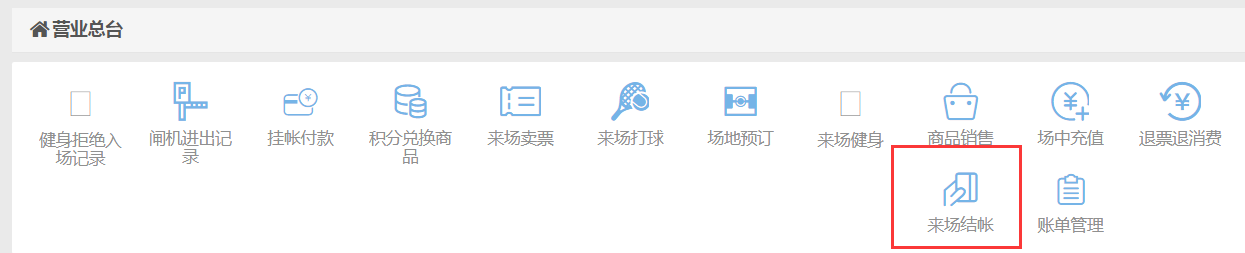 营业总台
健身拒绝入
场记录
闸机进出记
录
挂帐付款
积分兑换商
品
来场卖票
来场打球
场地预订
来场健身
商品销售
场中充值
退票退消费
来场结帐
账单管理